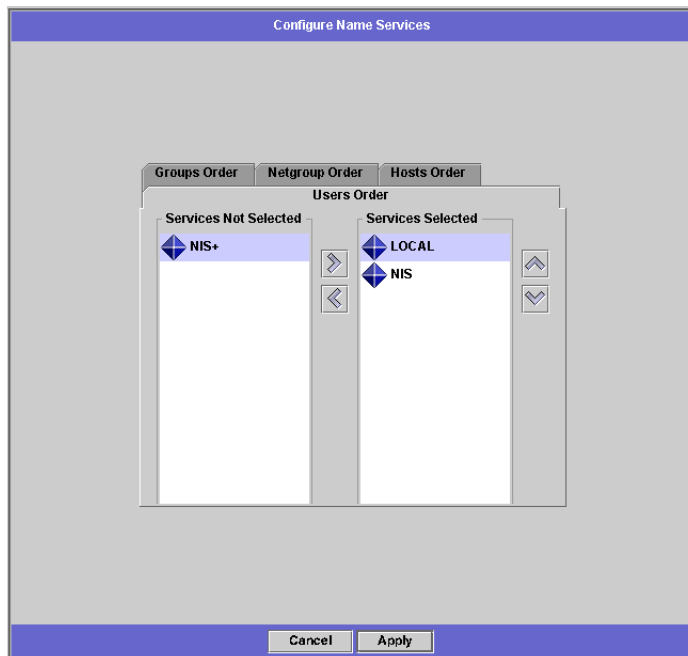 Configure Name Services
Groups Order Netgroup Order Hosts Order
Users Order
Services Not Selected Services Selected
NIS+ LOCAL
NIS
Cancel Apply